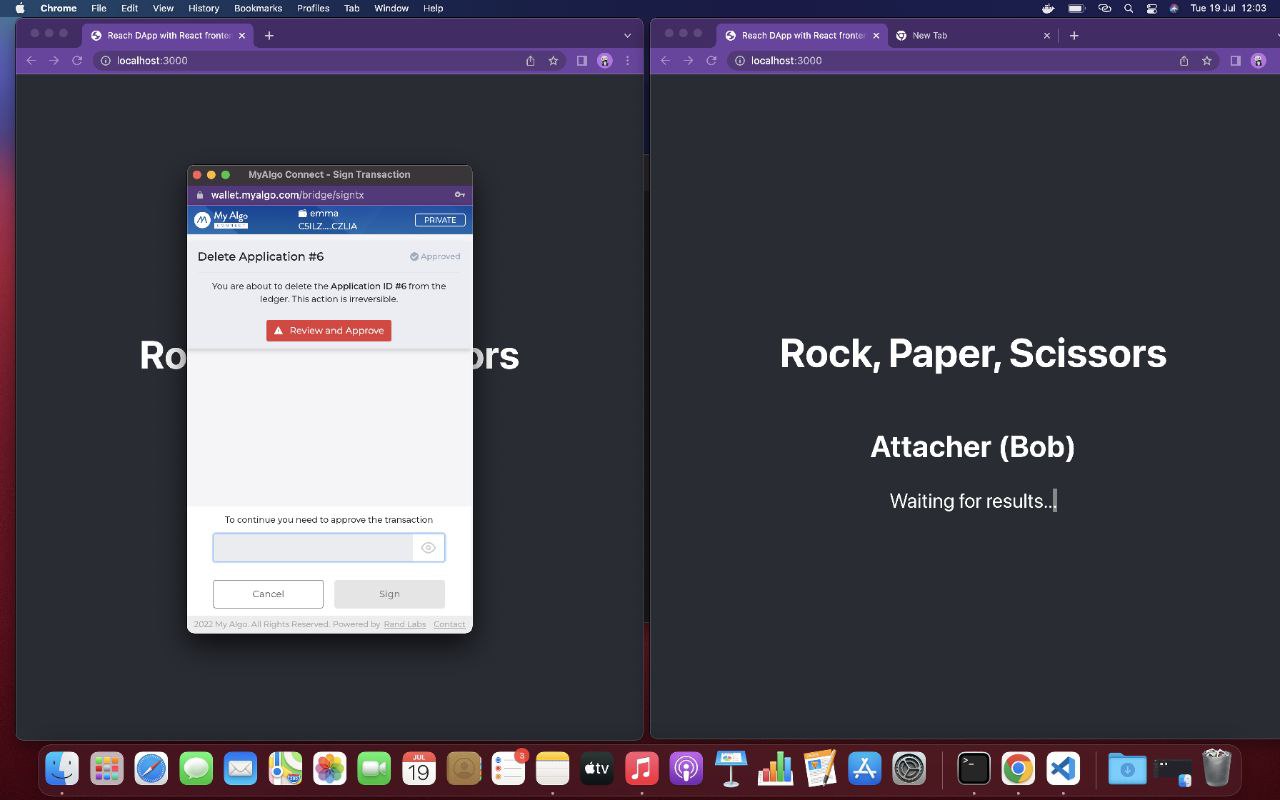 Chrome File Edit View History Bookmarks Profiles Tab Window Help
Tue 19 Jul 12:03
Reach DApp with React fronten
localhost:3000
MyAlgo Connect - Sign Transaction
wallet.myalgo.com/bridge/signtx
My Algo
CONNECT
emma
C5ILZ....CZLIA
PRIVATE
Delete Application #6
Approved
You are about to delete the Application ID #6 from the
ledger. This action is irreversible.
Review and Approve
Ro
ors
To continue you need to approve the transaction
Cancel
Sign
2022 My Algo. All Rights Reserved. Powered by Rand Labs Contact
Reach DApp with React fronten
New Tab
localhost:3000
Rock, Paper, Scissors
Attacher (Bob)
Waiting for results...
JUL
19
3
tv